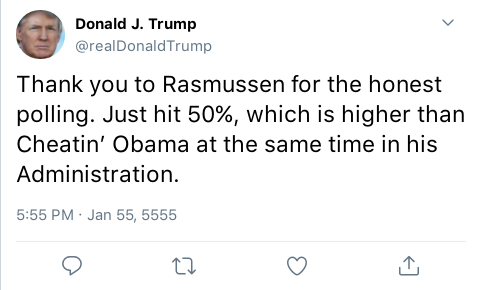 Donald J. Trump
@realDonaldTrump
Thank you to Rasmussen for the honest
polling. Just hit 50%, which is higher than
Cheatin’ Obama at the same time in his
Administration.
5:55 PM · Jan 55, 5555